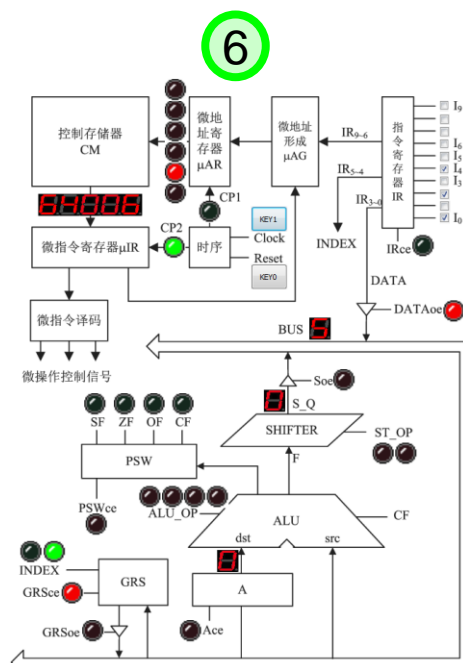 6
控制存储器
CM
微地
址寄
存器
μAR
微地址
形成
μAG
指
令
寄
存
器
IR
IR9-6
IR5-4
IR3-0
I9
I6
I5
I4
I3
I0
64006
CP1
CP2
微指令寄存器μIR
时序
KEY1
Clock
Reset
KEY0
INDEX
IRce
DATA
微指令译码
DATAoe
BUS
5
微操作控制信号
Soe
S_Q
SF
ZF
OF
CF
SHIFTER
ST_OP
PSW
F
PSWce
ALU_OP
ALU
CF
dst
src
INDEX
GRS
GRSce
A
GRSoe
Ace